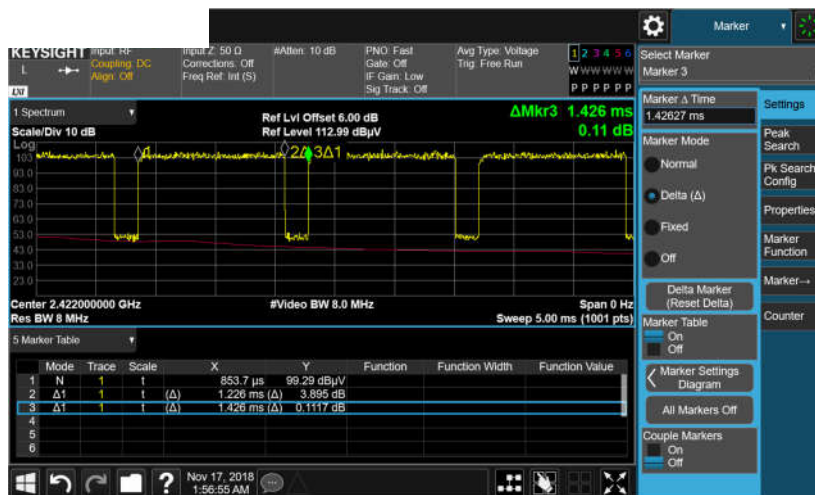 Marker
KEYSIGHT Input: RF Input Z: 50 Ω #Atten: 10 dB PNO: Fast Avg Type: Voltage 1 2 3 4 5 6
L Coupling: DC Corrections: Off Gate: Off Trig: Free Run W W W W W W
Align: Off Freq Ref: Int (S) IF Gain: Low
LXI Sig Track: Off P P P P P P
Select Marker
Marker 3
1 Spectrum
Scale/Div 10 dB
Ref Lvl Offset 6.00 dB
Ref Level 112.99 dBµV
ΔMkr3 1.426 ms
0.11 dB
Log
103
93.0
83.0
73.0
63.0
53.0
43.0
33.0
23.0
2Δ 3Δ1
Center 2.422000000 GHz #Video BW 8.0 MHz Span 0 Hz
Res BW 8 MHz Sweep 5.00 ms (1001 pts)
5 Marker Table
Mode Trace Scale X Y Function Function Width Function Value
1 N 1 t 853.7 µs 99.29 dBµV
2 Δ1 1 t (Δ) 1.226 ms (Δ) 3.895 dB
3 Δ1 1 t (Δ) 1.426 ms (Δ) 0.1117 dB
4
5
6
Nov 17, 2018
1:56:55 AM
Marker Δ Time
1.42627 ms
Marker Mode
Normal
Delta (Δ)
Fixed
Off
Delta Marker
(Reset Delta)
Marker Table
On
Off
Marker Settings
Diagram
All Markers Off
Couple Markers
On
Off
Settings
Peak
Search
Pk Search
Config
Properties
Marker
Function
Marker→
Counter